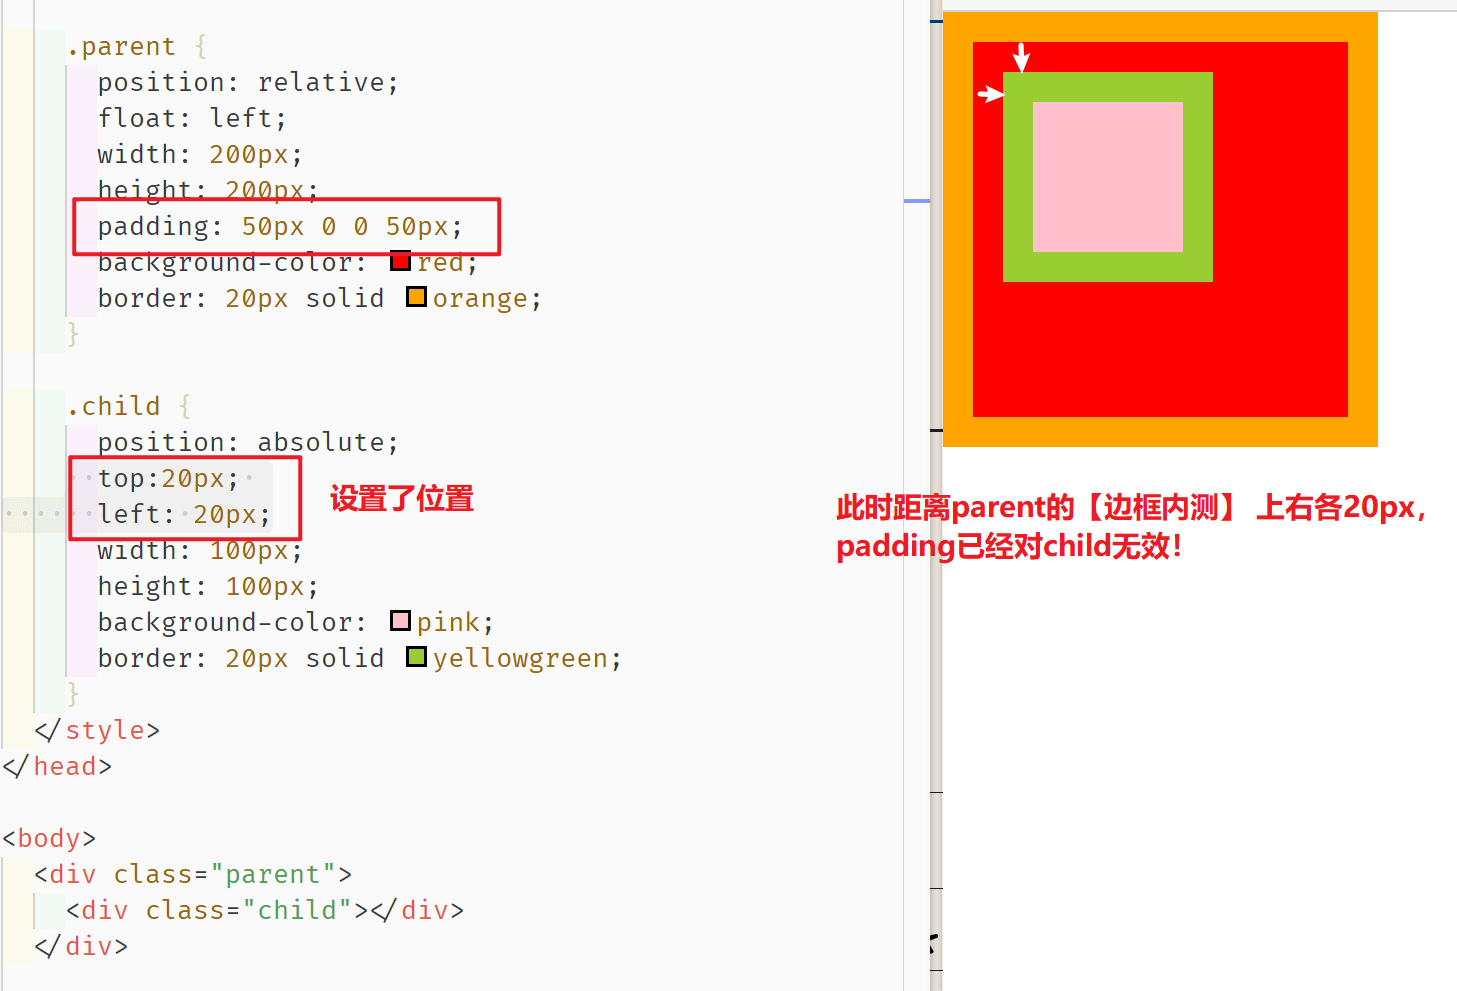 .parent {
position: relative;
float: left;
width: 200px;
height: 200px;
padding: 50px 0 0 50px;
background-color: red;
border: 20px solid orange;
}
.child {
position: absolute;
top:20px;
left: 20px;
设置了位置
width: 100px;
height: 100px;
background-color: pink;
border: 20px solid yellowgreen;
}
</style>
</head>
<body>
<div class="parent">
<div class="child"></div>
</div>
此时距离parent的【边框内测】 上右各20px，
padding已经对child无效！